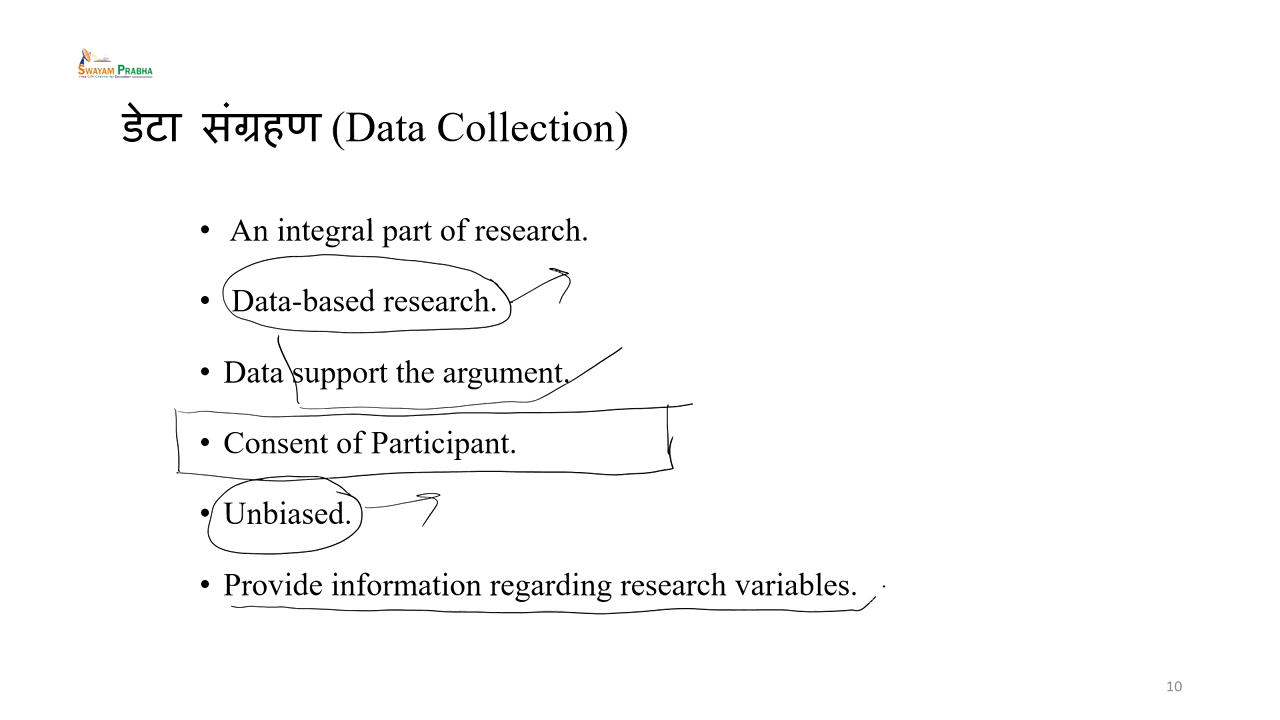 SWAYAM PRABHA
डेटा संग्रहण (Data Collection)
• An integral part of research.
• Data-based research.
• Data support the argument.
• Consent of Participant.
• Unbiased.
• Provide information regarding research variables.
10